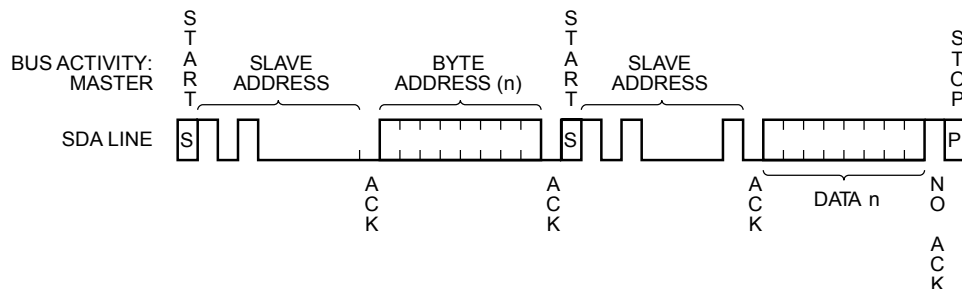 START
START
STOP
BUS ACTIVITY:
MASTER
SLAVE
ADDRESS
BYTE
ADDRESS (n)
SLAVE
ADDRESS
SDA LINE
S
S
P
ACK
ACK
ACK
DATA n
NO ACK